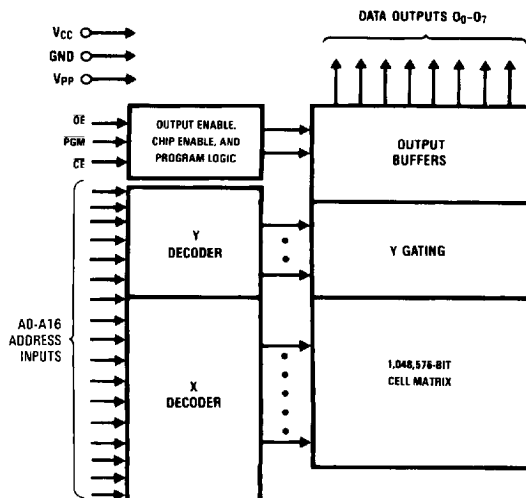 DATA OUTPUTS O0-O7
VCC
GND
VPP
OE
PGM
CE
OUTPUT ENABLE,
CHIP ENABLE, AND
PROGRAM LOGIC
OUTPUT
BUFFERS
Y
DECODER
Y GATING
AO-A16
ADDRESS
INPUTS
X
DECODER
1,048,576-BIT
CELL MATRIX